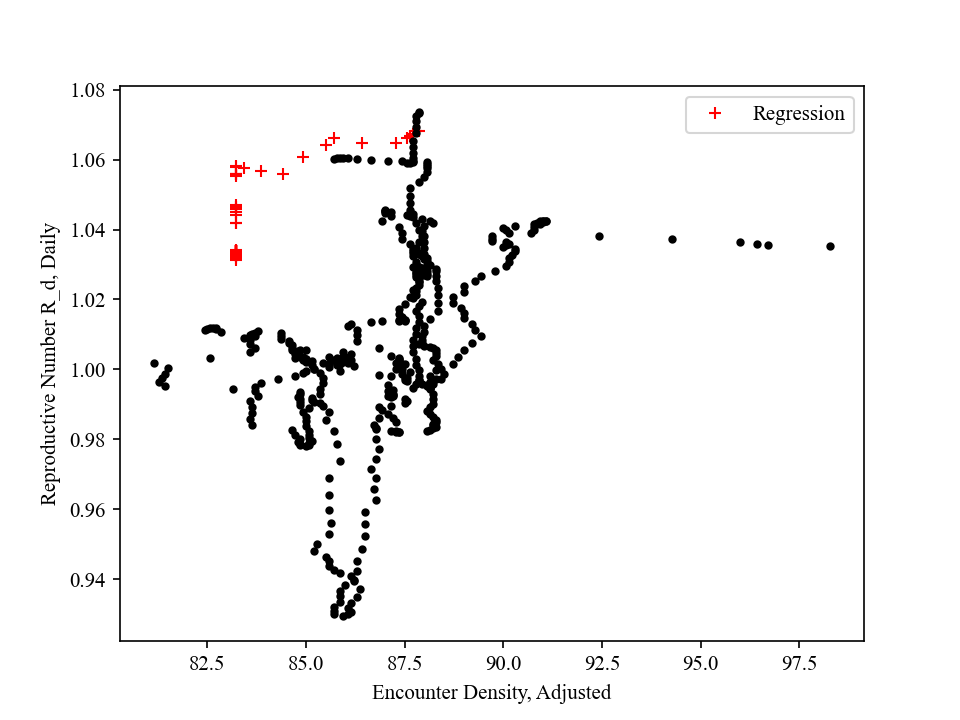 Regression
1.08
1.06
1.04
1.02
1.00
0.98
0.96
0.94
Reproductive Number R_d, Daily
82.5 85.0 87.5 90.0 92.5 95.0 97.5
Encounter Density, Adjusted